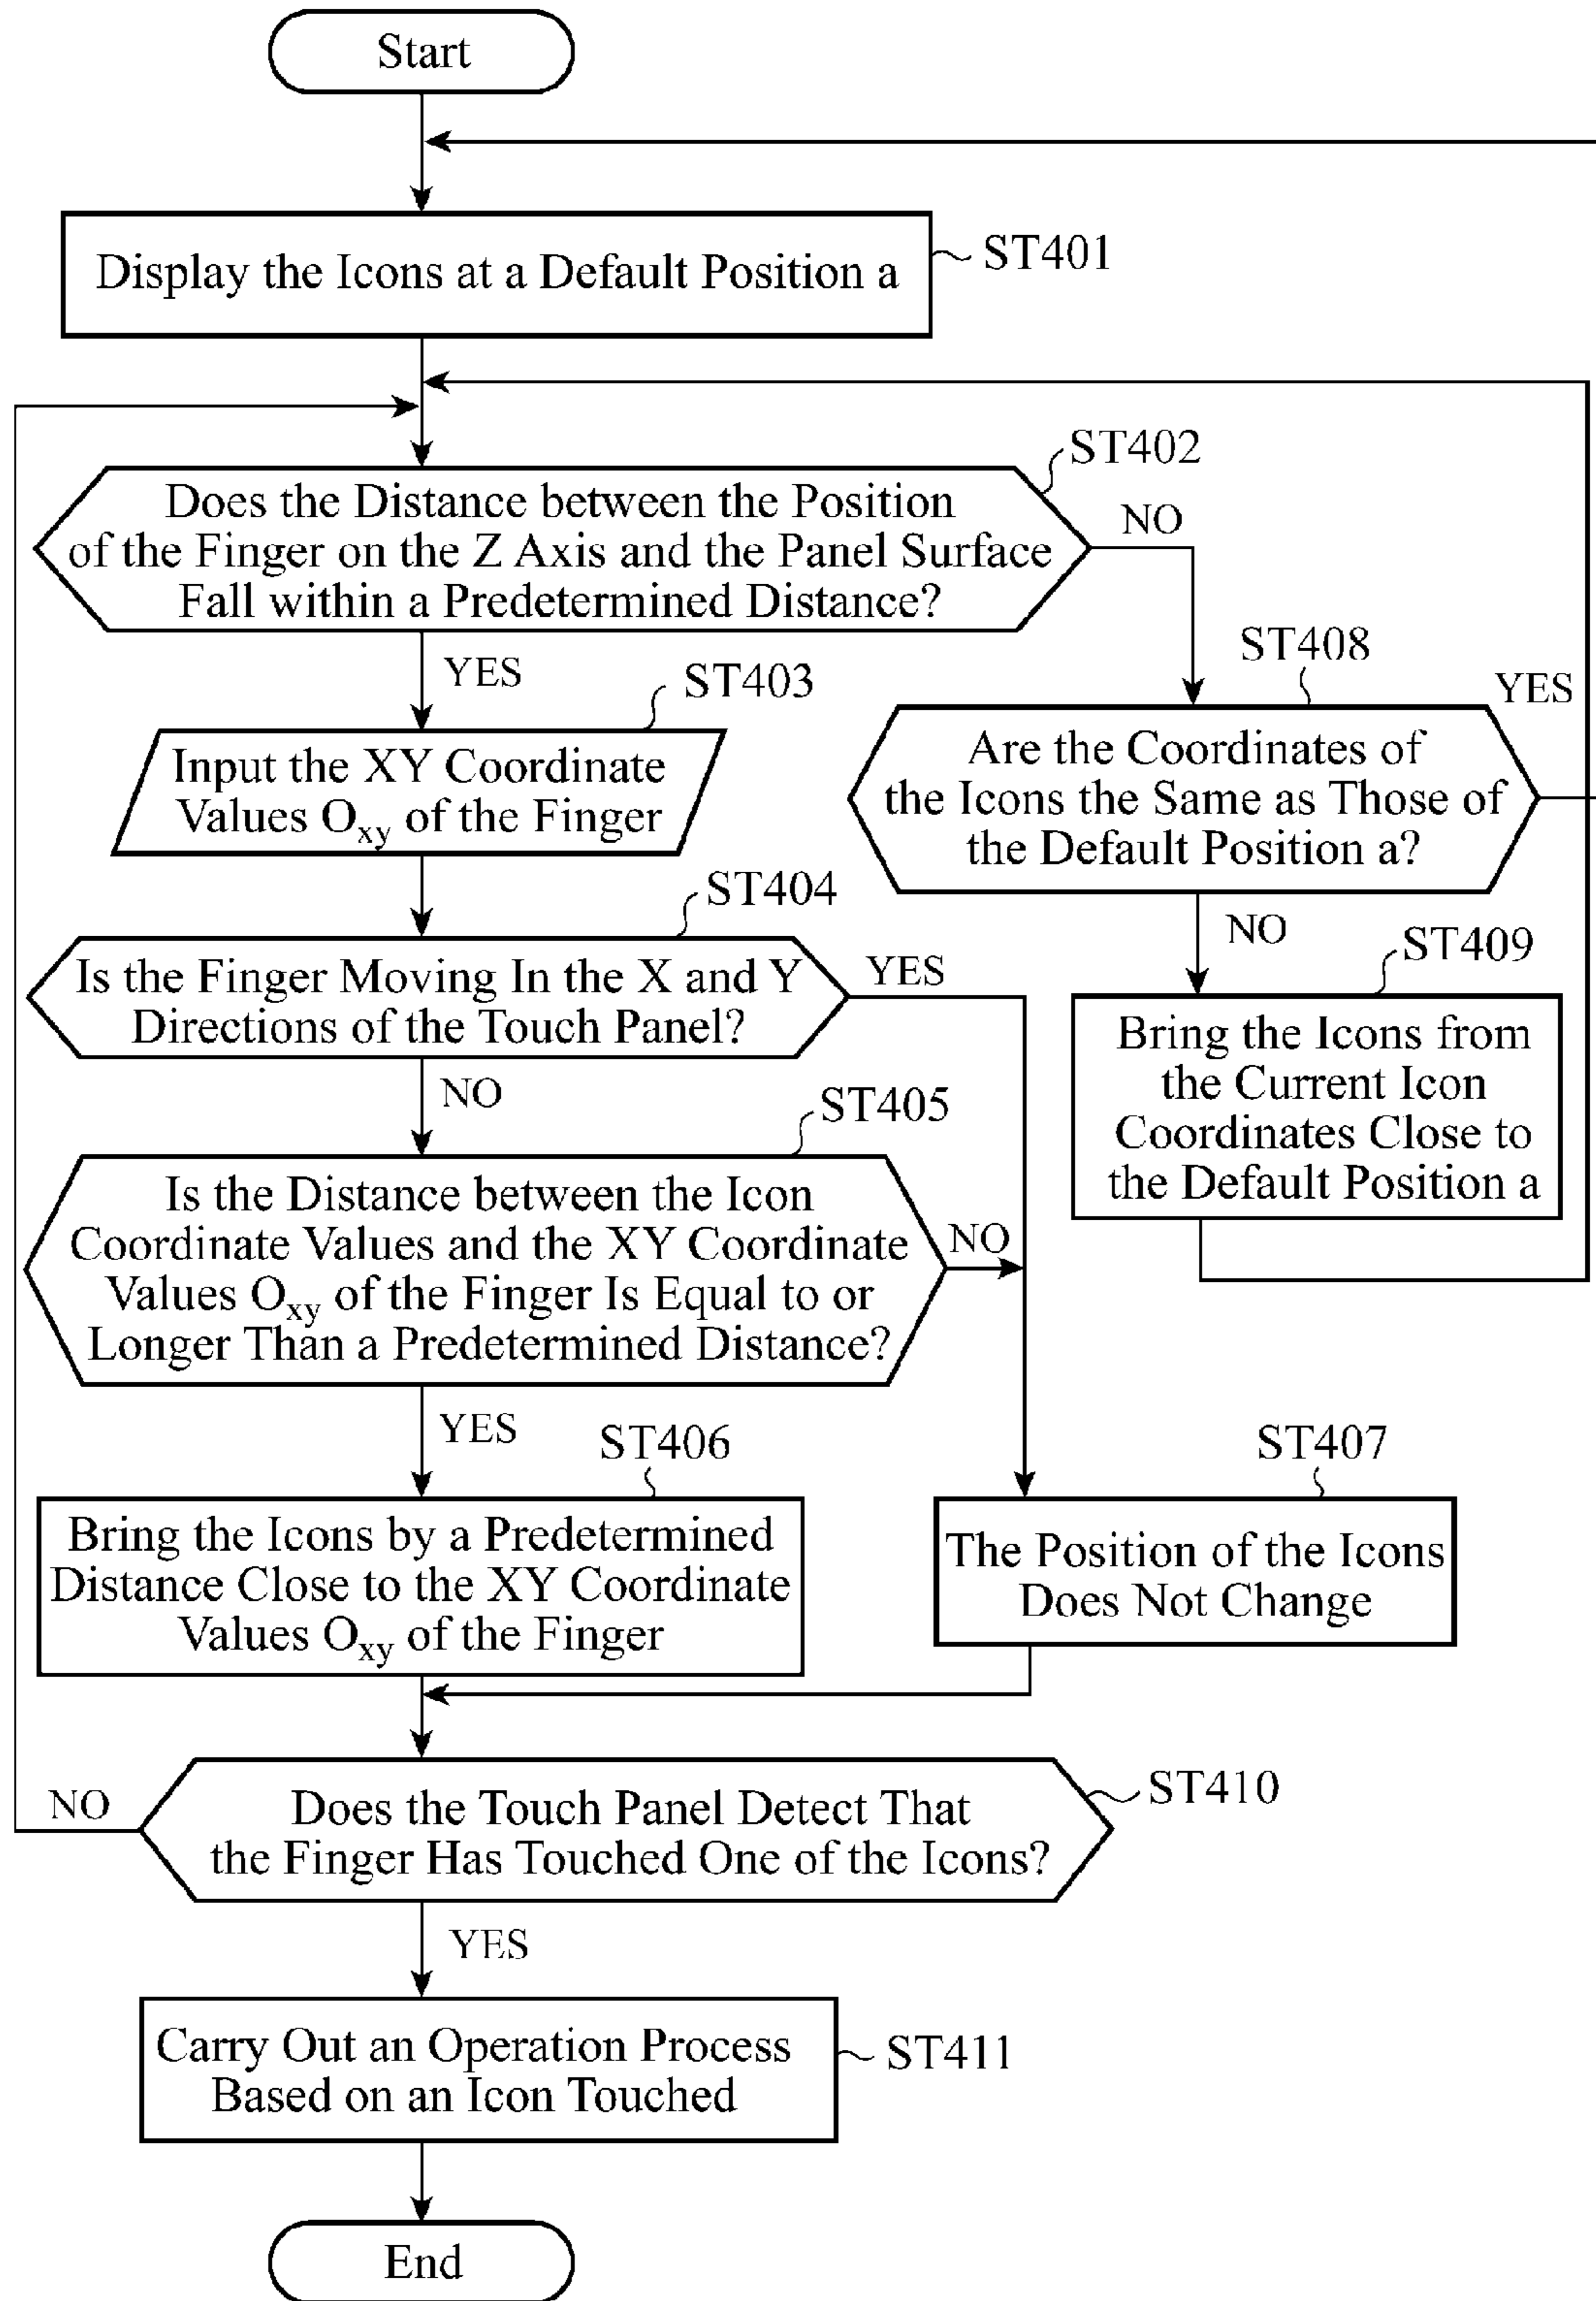 Start
Display the Icons at a Default Position a
ST401
ST402
Does the Distance between the Position
of the Finger on the Z Axis and the Panel Surface
Fall within a Predetermined Distance?
NO
YES
ST403
ST408
YES
Input the XY Coordinate
Values Oxy of the Finger
Are the Coordinates of
the Icons the Same as Those of
the Default Position a?
ST404
NO
ST409
Is the Finger Moving In the X and Y
Directions of the Touch Panel?
YES
Bring the Icons from
the Current Icon
Coordinates Close to
the Default Position a
NO
ST405
Is the Distance between the Icon
Coordinate Values and the XY Coordinate
Values Oxy of the Finger Is Equal to or
Longer Than a Predetermined Distance?
NO
YES
ST406
ST407
Bring the Icons by a Predetermined
Distance Close to the XY Coordinate
Values Oxy of the Finger
The Position of the Icons
Does Not Change
NO
Does the Touch Panel Detect That
the Finger Has Touched One of the Icons?
ST410
YES
Carry Out an Operation Process
Based on an Icon Touched
ST411
End